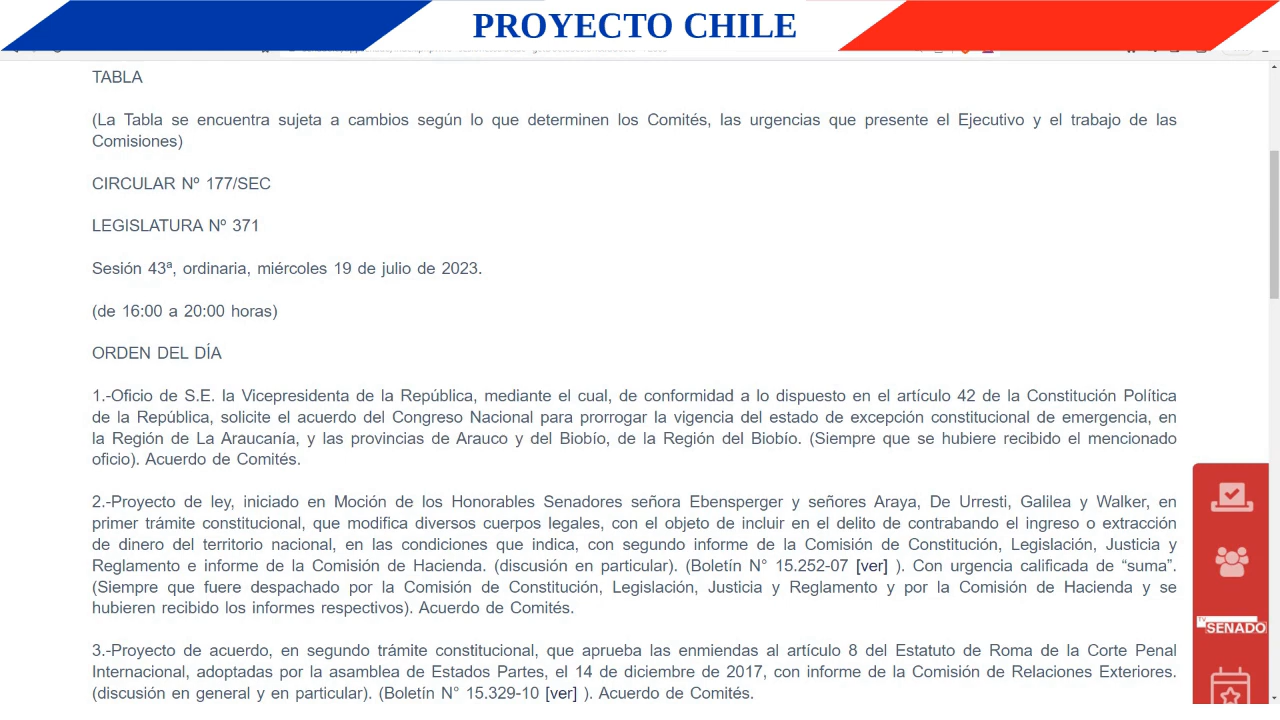 PROYECTO CHILE
TABLA
(La Tabla se encuentra sujeta a cambios según lo que determinen los Comités, las urgencias que presente el Ejecutivo y el trabajo de las
Comisiones)
CIRCULAR Nº 177/SEC
LEGISLATURA Nº 371
Sesión 43ª, ordinaria, miércoles 19 de julio de 2023.
(de 16:00 a 20:00 horas)
ORDEN DEL DÍA
1.-Oficio de S.E. la Vicepresidenta de la República, mediante el cual, de conformidad a lo dispuesto en el artículo 42 de la Constitución Política
de la República, solicite el acuerdo del Congreso Nacional para prorrogar la vigencia del estado de excepción constitucional de emergencia, en
la Región de La Araucanía, y las provincias de Arauco y del Biobío, de la Región del Biobío. (Siempre que se hubiere recibido el mencionado
oficio). Acuerdo de Comités.
2.-Proyecto de ley, iniciado en Moción de los Honorables Senadores señora Ebensperger y señores Araya, De Urresti, Galilea y Walker, en
primer trámite constitucional, que modifica diversos cuerpos legales, con el objeto de incluir en el delito de contrabando el ingreso o extracción
de dinero del territorio nacional, en las condiciones que indica, con segundo informe de la Comisión de Constitución, Legislación, Justicia y
Reglamento e informe de la Comisión de Hacienda. (discusión en particular). (Boletín N° 15.252-07 [ver] ). Con urgencia calificada de “suma”.
(Siempre que fuere despachado por la Comisión de Constitución, Legislación, Justicia y Reglamento y por la Comisión de Hacienda y se
hubieren recibido los informes respectivos). Acuerdo de Comités.
3.-Proyecto de acuerdo, en segundo trámite constitucional, que aprueba las enmiendas al artículo 8 del Estatuto de Roma de la Corte Penal
Internacional, adoptadas por la asamblea de Estados Partes, el 14 de diciembre de 2017, con informe de la Comisión de Relaciones Exteriores.
(discusión en general y en particular). (Boletín N° 15.329-10 [ver] ). Acuerdo de Comités.
TV SENADO